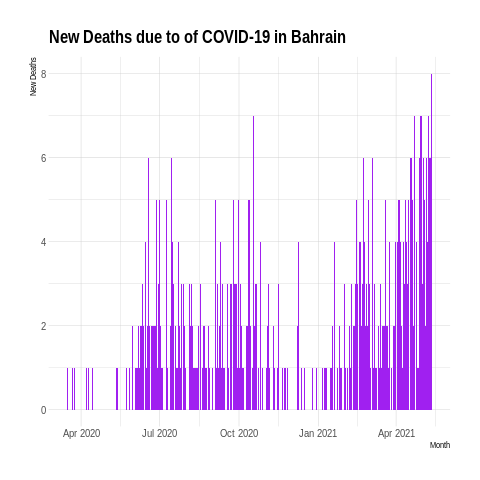 New Deaths due to of COVID-19 in Bahrain
New Deaths
8
6
4
2
0
Apr 2020 Jul 2020 Oct 2020 Jan 2021 Apr 2021
Month